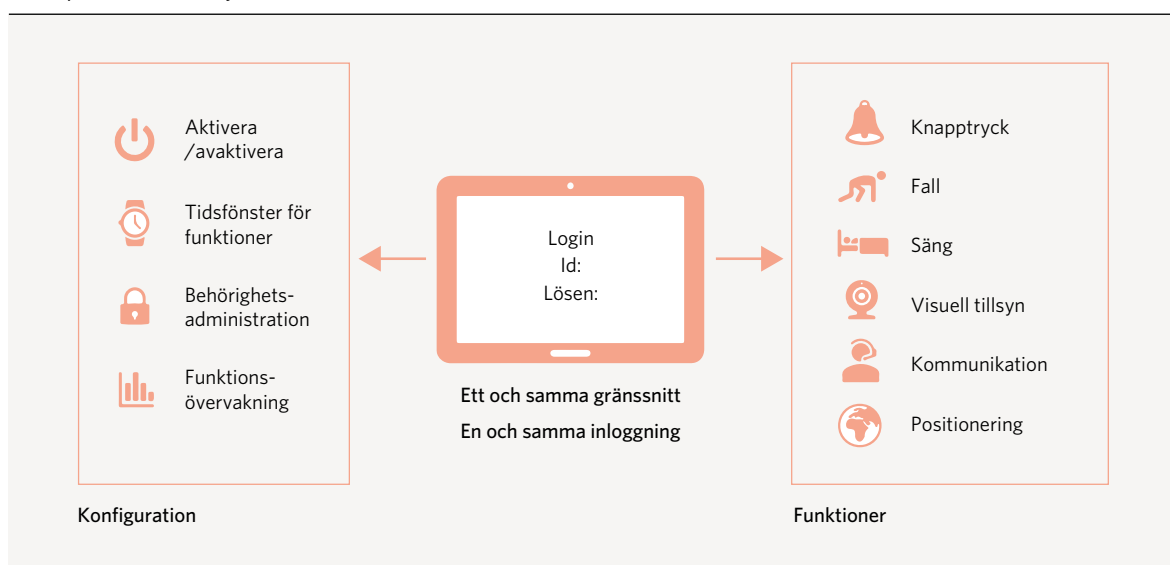 Aktivera
/avaktivera
Tidsfönster för
funktioner
Behörighets-
administration
Funktions-
övervakning
Konfiguration
Login
Id:
Lösen:
Ett och samma gränssnitt
En och samma inloggning
Knapptryck
Fall
Säng
Visuell tillsyn
Kommunikation
Positionering
Funktioner